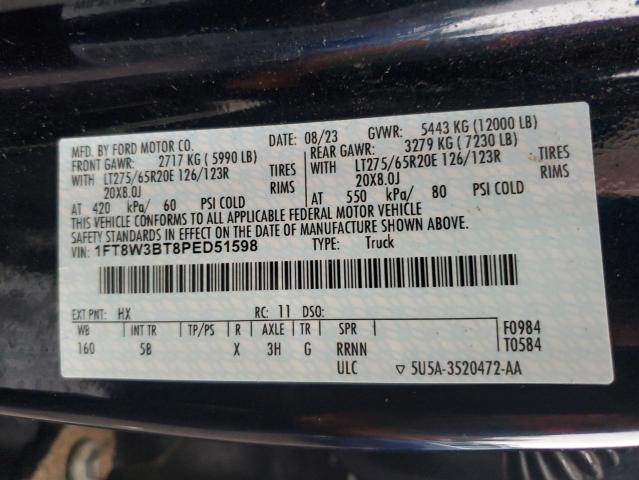 MFD. BY FORD MOTOR CO. DATE: 08/23 GVWR: 5443 KG (12000 LB)
FRONT GAWR: 2717 KG (5990 LB) REAR GAWR: 3279 KG (7230 LB)
WITH LT275/65R20E 126/123R TIRES WITH LT275/65R20E 126/123R TIRES
20X8.0J RIMS 20X8.0J RIMS
AT 420 kPa/ 60 PSI COLD AT 550 kPa/ 80 PSI COLD
THIS VEHICLE CONFORMS TO ALL APPLICABLE FEDERAL MOTOR VEHICLE
SAFETY STANDARDS IN EFFECT ON THE DATE OF MANUFACTURE SHOWN ABOVE.
VIN: 1FT8W3BT8PED51598 TYPE: Truck
EXT PNT: HX RC: 11 DSO:
WB INT TR TP/PS R AXLE TR SPR F0984
160 5B X 3H G RRNN T0584
ULC ▽ 5U5A-3520472-AA